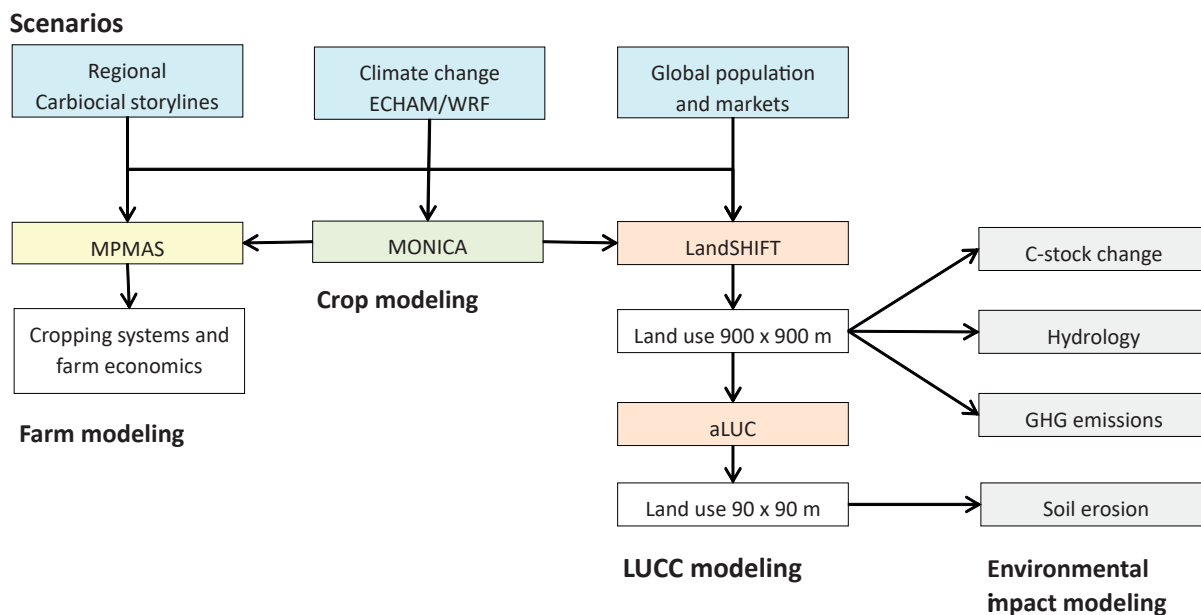 Scenarios
Regional
Carbiocial storylines
Climate change
ECHAM/WRF
Global population
and markets
MPMAS
MONICA
LandSHIFT
C-stock change
Crop modeling
Cropping systems and
farm economics
Land use 900 x 900 m
Hydrology
Farm modeling
aLUC
GHG emissions
Land use 90 x 90 m
Soil erosion
LUCC modeling
Environmental
impact modeling